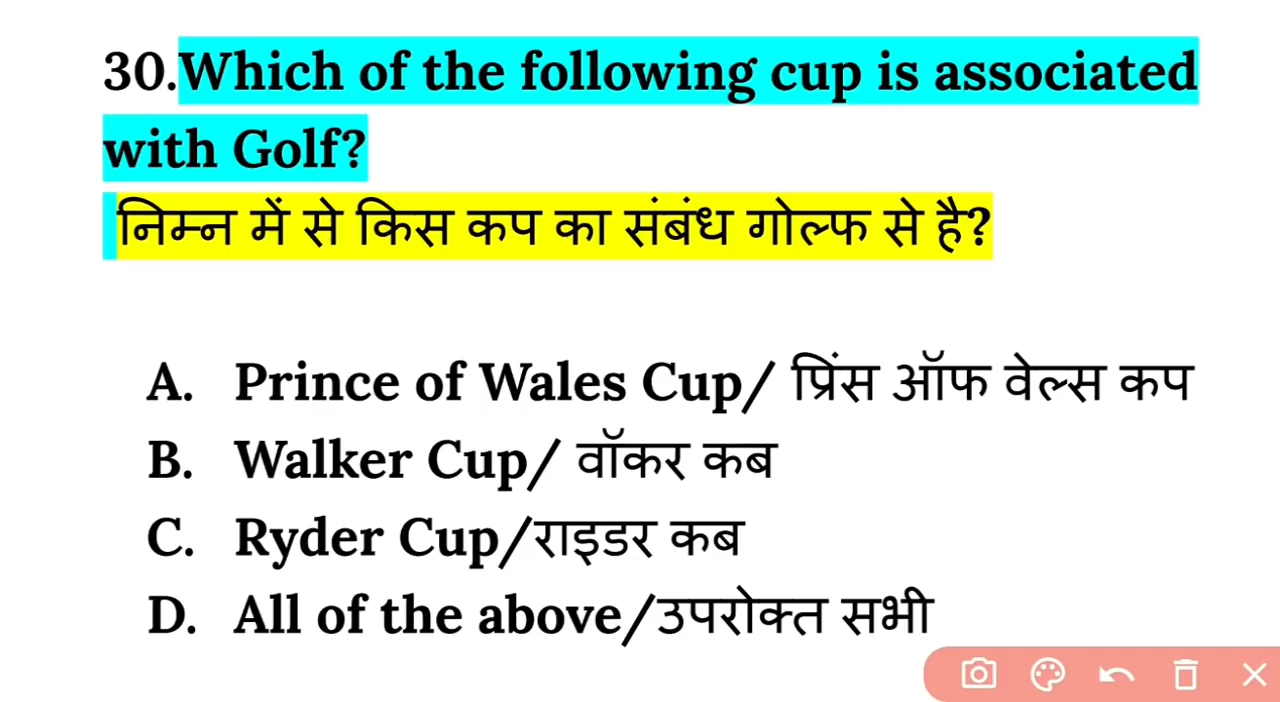 30.Which of the following cup is associated
with Golf?
निम्न में से किस कप का संबंध गोल्फ से है?
A. Prince of Wales Cup/ प्रिंस ऑफ वेल्स कप
B. Walker Cup/ वॉकर कब
C. Ryder Cup/राइडर कब
D. All of the above/उपरोक्त सभी